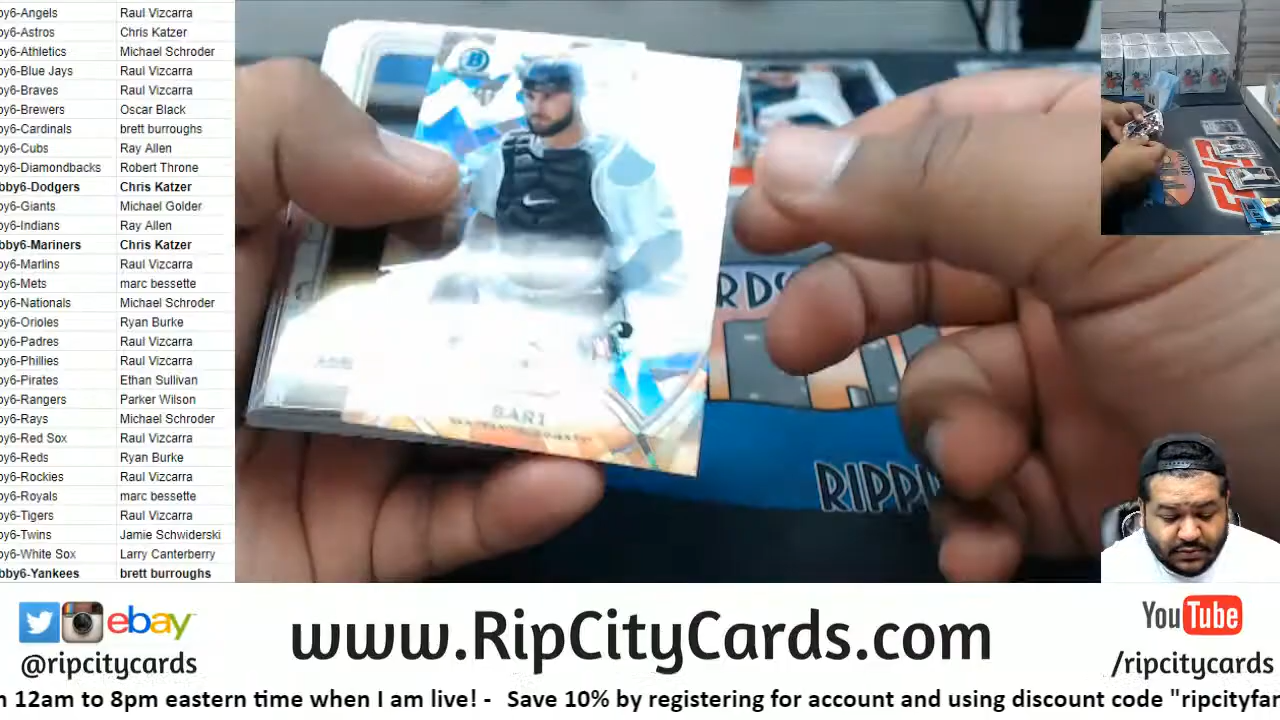 by6-Angels Raul Vizcarra
by6-Astros Chris Katzer
by6-Athletics Michael Schroder
by6-Blue Jays Raul Vizcarra
by6-Braves Raul Vizcarra
by6-Brewers Oscar Black
by6-Cardinals brett burroughs
by6-Cubs Ray Allen
by6-Diamondbacks Robert Throne
bby6-Dodgers Chris Katzer
by6-Giants Michael Golder
by6-Indians Ray Allen
bby6-Mariners Chris Katzer
by6-Marlins Raul Vizcarra
by6-Mets marc bessette
by6-Nationals Michael Schroder
by6-Orioles Ryan Burke
by6-Padres Raul Vizcarra
by6-Phillies Raul Vizcarra
by6-Pirates Ethan Sullivan
by6-Rangers Parker Wilson
by6-Rays Michael Schroder
by6-Red Sox Raul Vizcarra
by6-Reds Ryan Burke
by6-Rockies Raul Vizcarra
by6-Royals marc bessette
by6-Tigers Raul Vizcarra
by6-Twins Jamie Schwiderski
by6-White Sox Larry Canterberry
bby6-Yankees brett burroughs
B
SARY
RDS
RIPPI
ebay
@ripcitycards
www.RipCityCards.com
YouTube
/ripcitycards
n 12am to 8pm eastern time when I am live! - Save 10% by registering for account and using discount code "ripcityfan